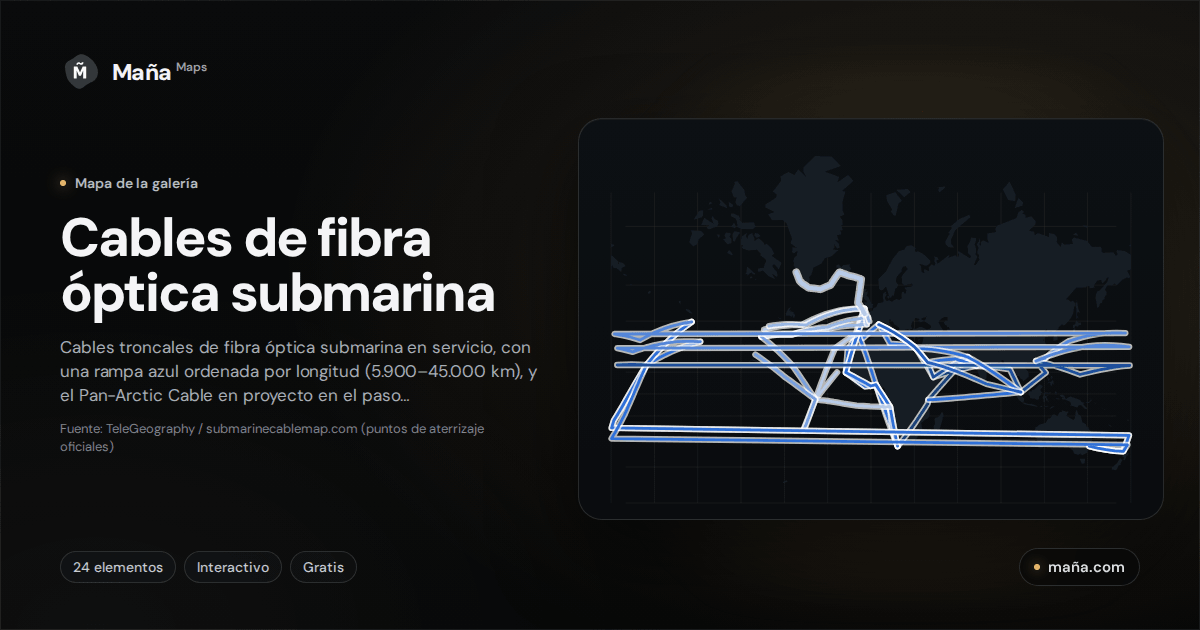 M̃
Maña Maps
Mapa de la galería
Cables de fibra
óptica submarina
Cables troncales de fibra óptica submarina en servicio, con
una rampa azul ordenada por longitud (5.900–45.000 km), y
el Pan-Arctic Cable en proyecto en el paso…
Fuente: TeleGeography / submarinecablemap.com (puntos de aterrizaje
oficiales)
24 elementos
Interactivo
Gratis
maña.com